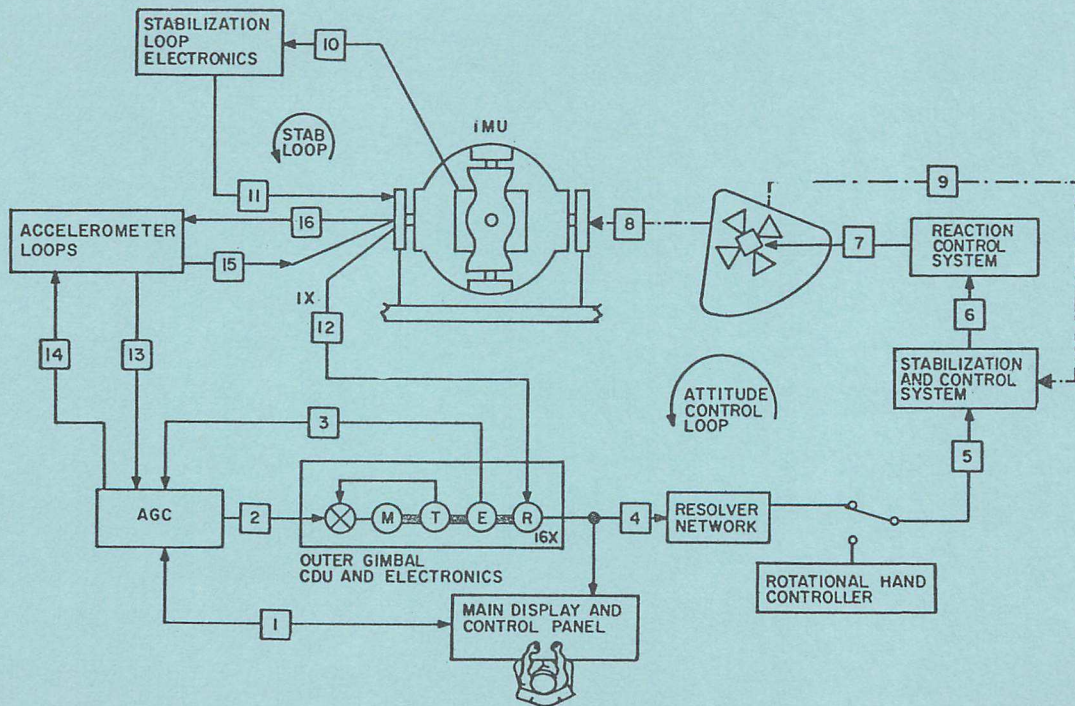 STABILIZATION
LOOP
ELECTRONICS
10
STAB
LOOP
iMU
11
9
ACCELEROMETER
LOOPS
16
15
8
7
REACTION
CONTROL
SYSTEM
1X
12
6
14
13
ATTITUDE
CONTROL
LOOP
STABILIZATION
AND CONTROL
SYSTEM
3
5
AGC
2
M
T
E
R
16X
4
RESOLVER
NETWORK
OUTER GIMBAL
CDU AND ELECTRONICS
ROTATIONAL HAND
CONTROLLER
1
MAIN DISPLAY AND
CONTROL PANEL